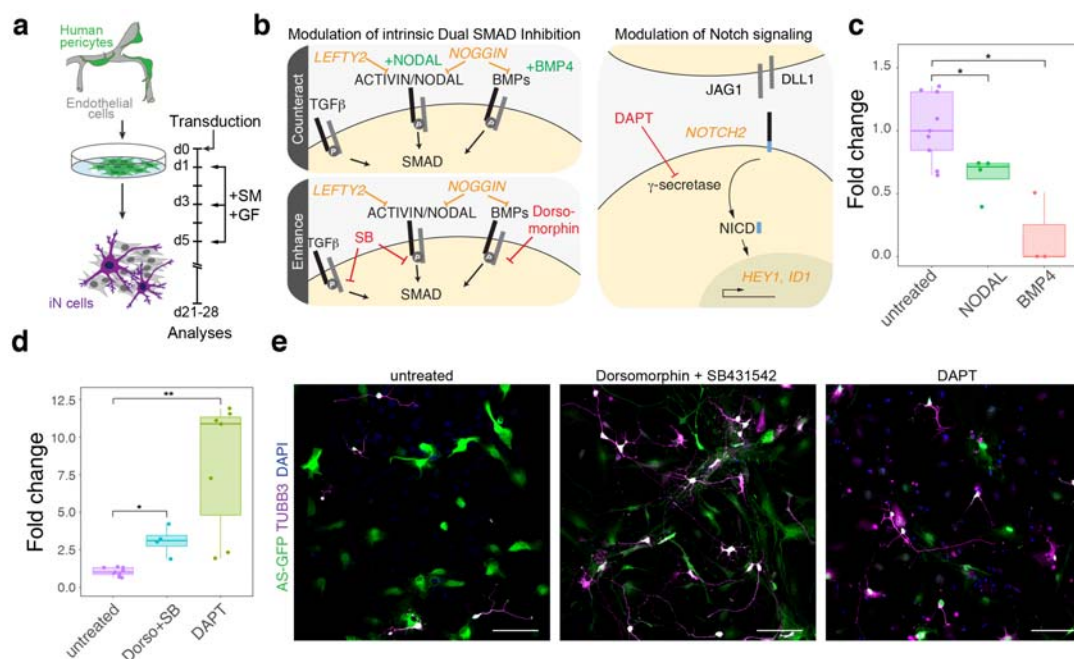 a
Human
pericytes
Endothelial
cells
Transduction
d0
d1
d3
d5
+SM
+GF
iN cells
d21-28
Analyses
b
Modulation of intrinsic Dual SMAD Inhibition
Counteract
LEFTY2
+NODAL
NOGGIN
+BMP4
ACTIVIN/NODAL
BMPs
TGFβ
P
P
P
SMAD
Enhance
LEFTY2
NOGGIN
ACTIVIN/NODAL
BMPs
Dorso-
morphin
TGFβ
SB
P
P
P
SMAD
Modulation of Notch signaling
JAG1
DLL1
DAPT
NOTCH2
γ-secretase
NICD
HEY1, ID1
c
Fold change
1.5
1.0
0.5
0.0
*
*
untreated
NODAL
BMP4
d
Fold change
12.5
10.0
7.5
5.0
2.5
0.0
**
*
untreated
Dorso+SB
DAPT
e
AS-GFP TUBB3 DAPI
untreated
Dorsomorphin + SB431542
DAPT